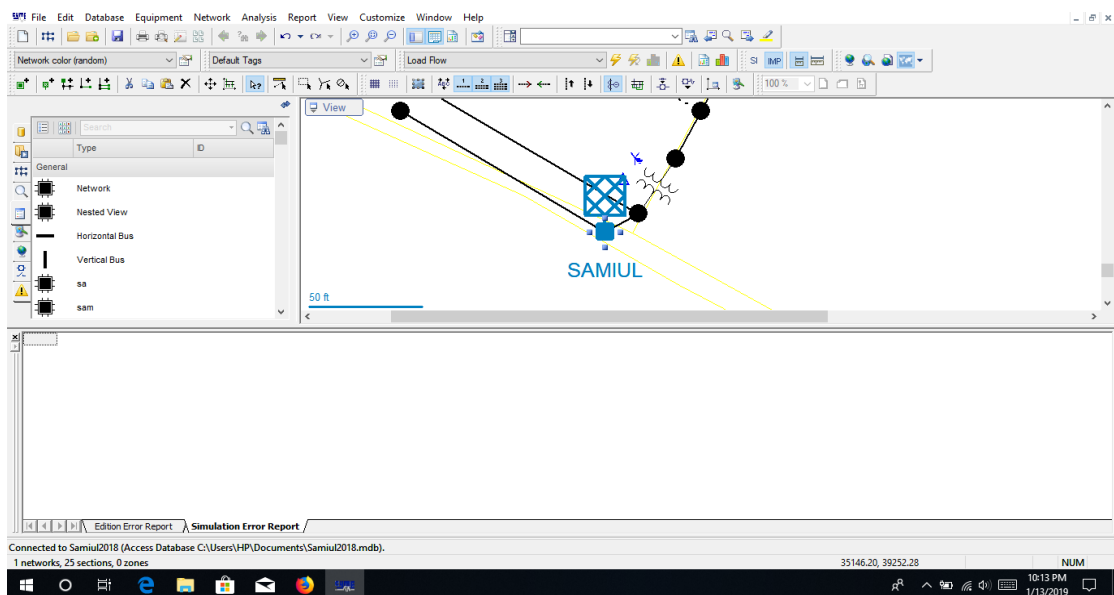 File Edit Database Equipment Network Analysis Report View Customize Window Help
Network color (random) Default Tags Load Flow SI IMP
100 %
View
Search
Type ID
General
Network
Nested View
Horizontal Bus
Vertical Bus
sa
sam
SAMIUL
50 ft
Edition Error Report Simulation Error Report
Connected to Samiul2018 (Access Database C:\Users\HP\Documents\Samiul2018.mdb).
1 networks, 25 sections, 0 zones 35146.20, 39252.28 NUM
10:13 PM
1/13/2019